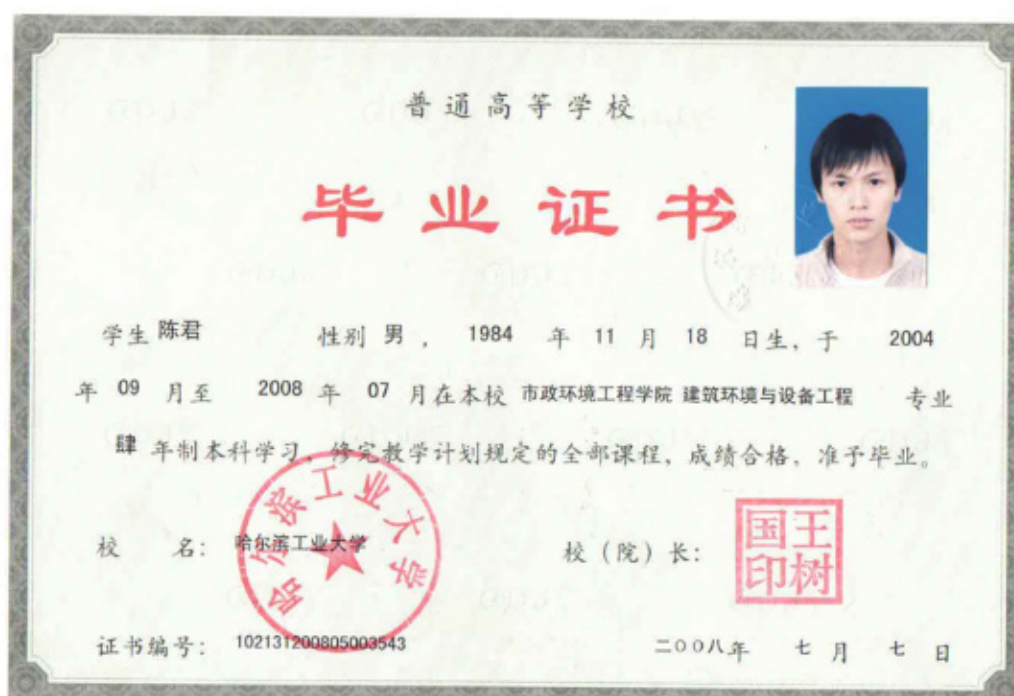 普通高等学校
毕业证书
学生 陈君 性别 男 ， 1984 年 11 月 18 日生，于 2004
年 09 月至 2008 年 07 月在本校 市政环境工程学院 建筑环境与设备工程 专业
肆 年制本科学习，修完教学计划规定的全部课程，成绩合格，准予毕业。
哈尔滨工业大学
校 名： 哈尔滨工业大学
校（院）长：
王树国印
证书编号： 102131200805003543
二〇〇八年 七 月 七 日